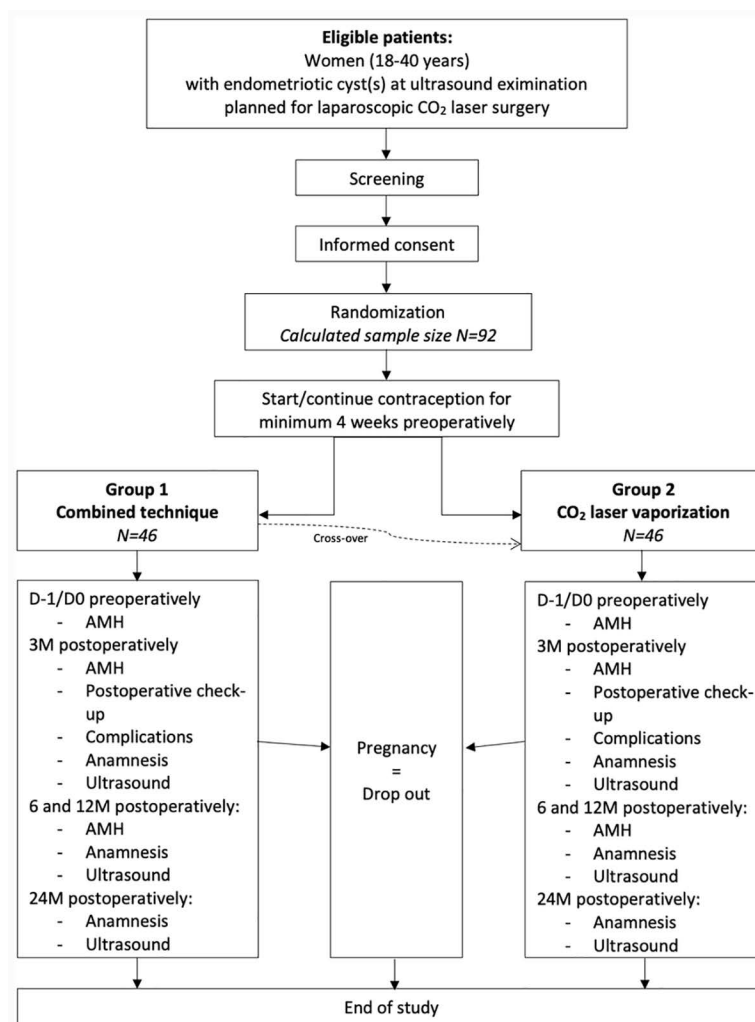 Eligible patients:
Women (18-40 years)
with endometriotic cyst(s) at ultrasound eximination
planned for laparoscopic CO₂ laser surgery
Screening
Informed consent
Randomization
Calculated sample size N=92
Start/continue contraception for
minimum 4 weeks preoperatively
Group 1
Combined technique
N=46
Cross-over
Group 2
CO₂ laser vaporization
N=46
D-1/D0 preoperatively
- AMH
3M postoperatively
- AMH
- Postoperative check-
up
- Complications
- Anamnesis
- Ultrasound
6 and 12M postoperatively:
- AMH
- Anamnesis
- Ultrasound
24M postoperatively:
- Anamnesis
- Ultrasound
Pregnancy
=
Drop out
D-1/D0 preoperatively
- AMH
3M postoperatively
- AMH
- Postoperative check-
up
- Complications
- Anamnesis
- Ultrasound
6 and 12M postoperatively:
- AMH
- Anamnesis
- Ultrasound
24M postoperatively:
- Anamnesis
- Ultrasound
End of study